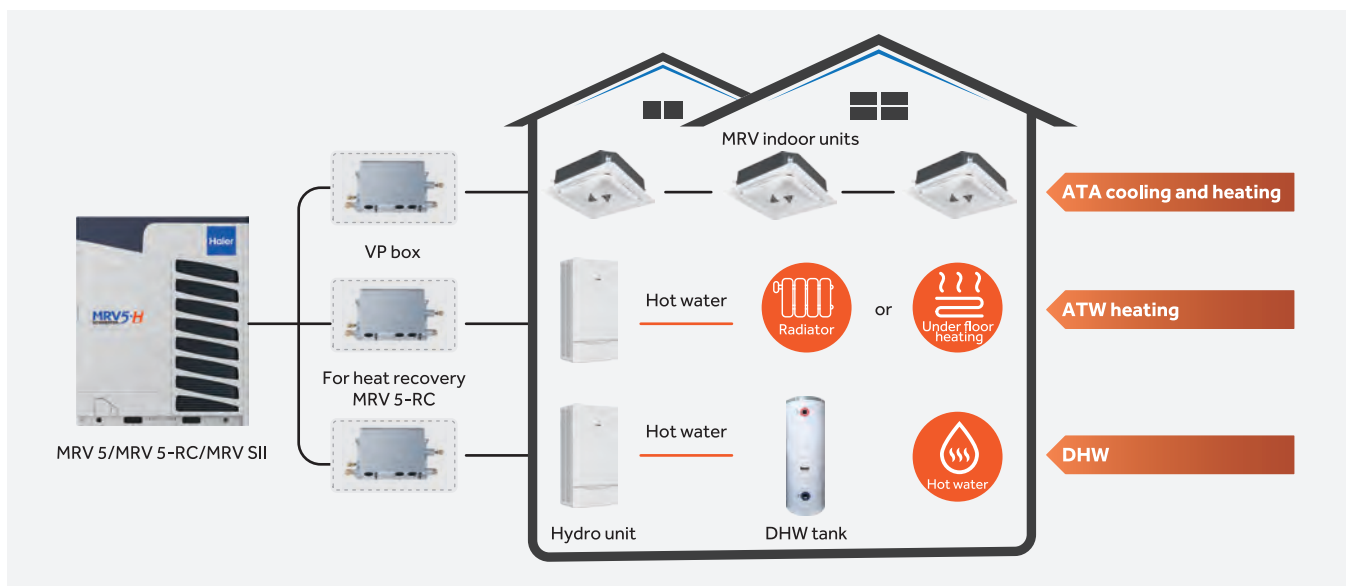 MRV indoor units
ATA cooling and heating
VP box
Haier
MRV5-H
Hot water
Radiator
or
Under floor
heating
ATW heating
For heat recovery
MRV 5-RC
MRV 5/MRV 5-RC/MRV SII
Hot water
Hot water
DHW
Hydro unit
DHW tank